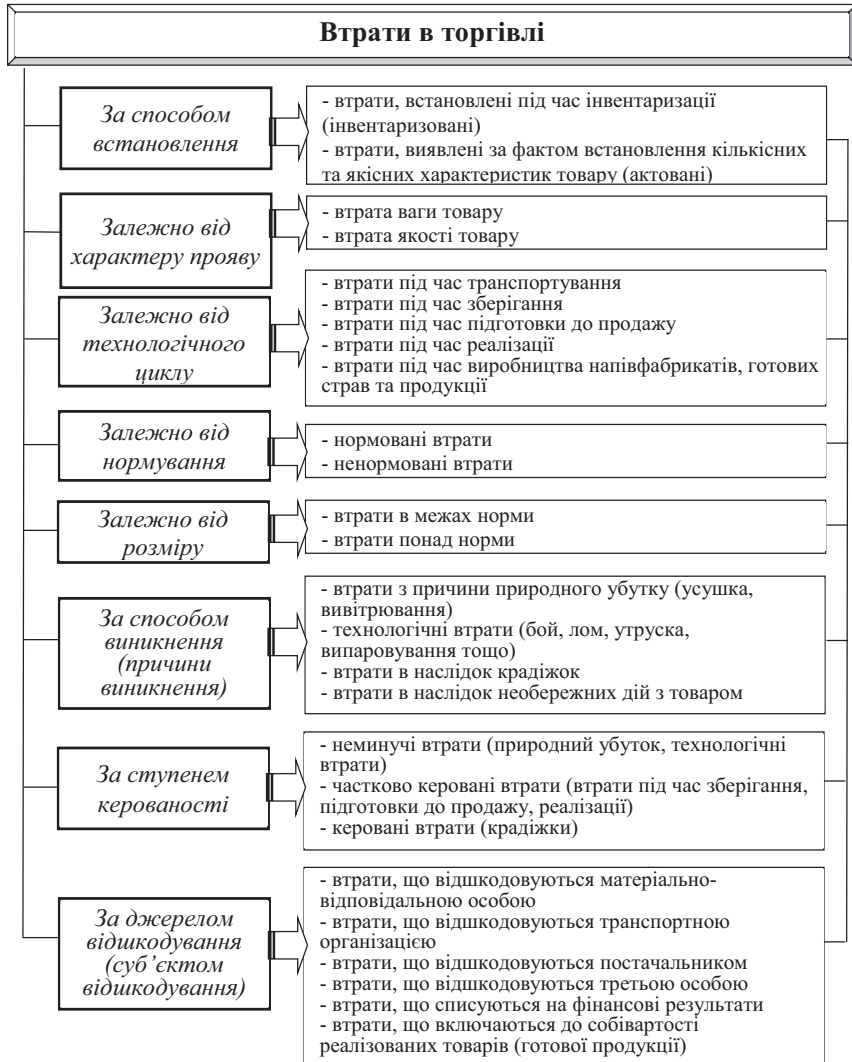 Втрати в торгівлі
За способом
встановлення
- втрати, встановлені під час інвентаризації
(інвентаризовані)
- втрати, виявлені за фактом встановлення кількісних
та якісних характеристик товару (актовані)
Залежно від
характеру прояву
- втрата ваги товару
- втрата якості товару
Залежно від
технологічного
циклу
- втрати під час транспортування
- втрати під час зберігання
- втрати під час підготовки до продажу
- втрати під час реалізації
- втрати під час виробництва напівфабрикатів, готових
страв та продукції
Залежно від
нормування
- нормовані втрати
- ненормовані втрати
Залежно від
розміру
- втрати в межах норми
- втрати понад норми
За способом
виникнення
(причини
виникнення)
- втрати з причини природного убутку (усушка,
вивітрювання)
- технологічні втрати (бой, лом, утруска,
випаровування тощо)
- втрати в наслідок крадіжок
- втрати в наслідок необережних дій з товаром
За ступенем
керованості
- неминучі втрати (природний убуток, технологічні
втрати)
- частково керовані втрати (втрати під час зберігання,
підготовки до продажу, реалізації)
- керовані втрати (крадіжки)
За джерелом
відшкодування
(суб’єктом
відшкодування)
- втрати, що відшкодовуються матеріально-
відповідальною особою
- втрати, що відшкодовуються транспортною
організацією
- втрати, що відшкодовуються постачальником
- втрати, що відшкодовуються третьою особою
- втрати, що списуються на фінансові результати
- втрати, що включаються до собівартості
реалізованих товарів (готової продукції)